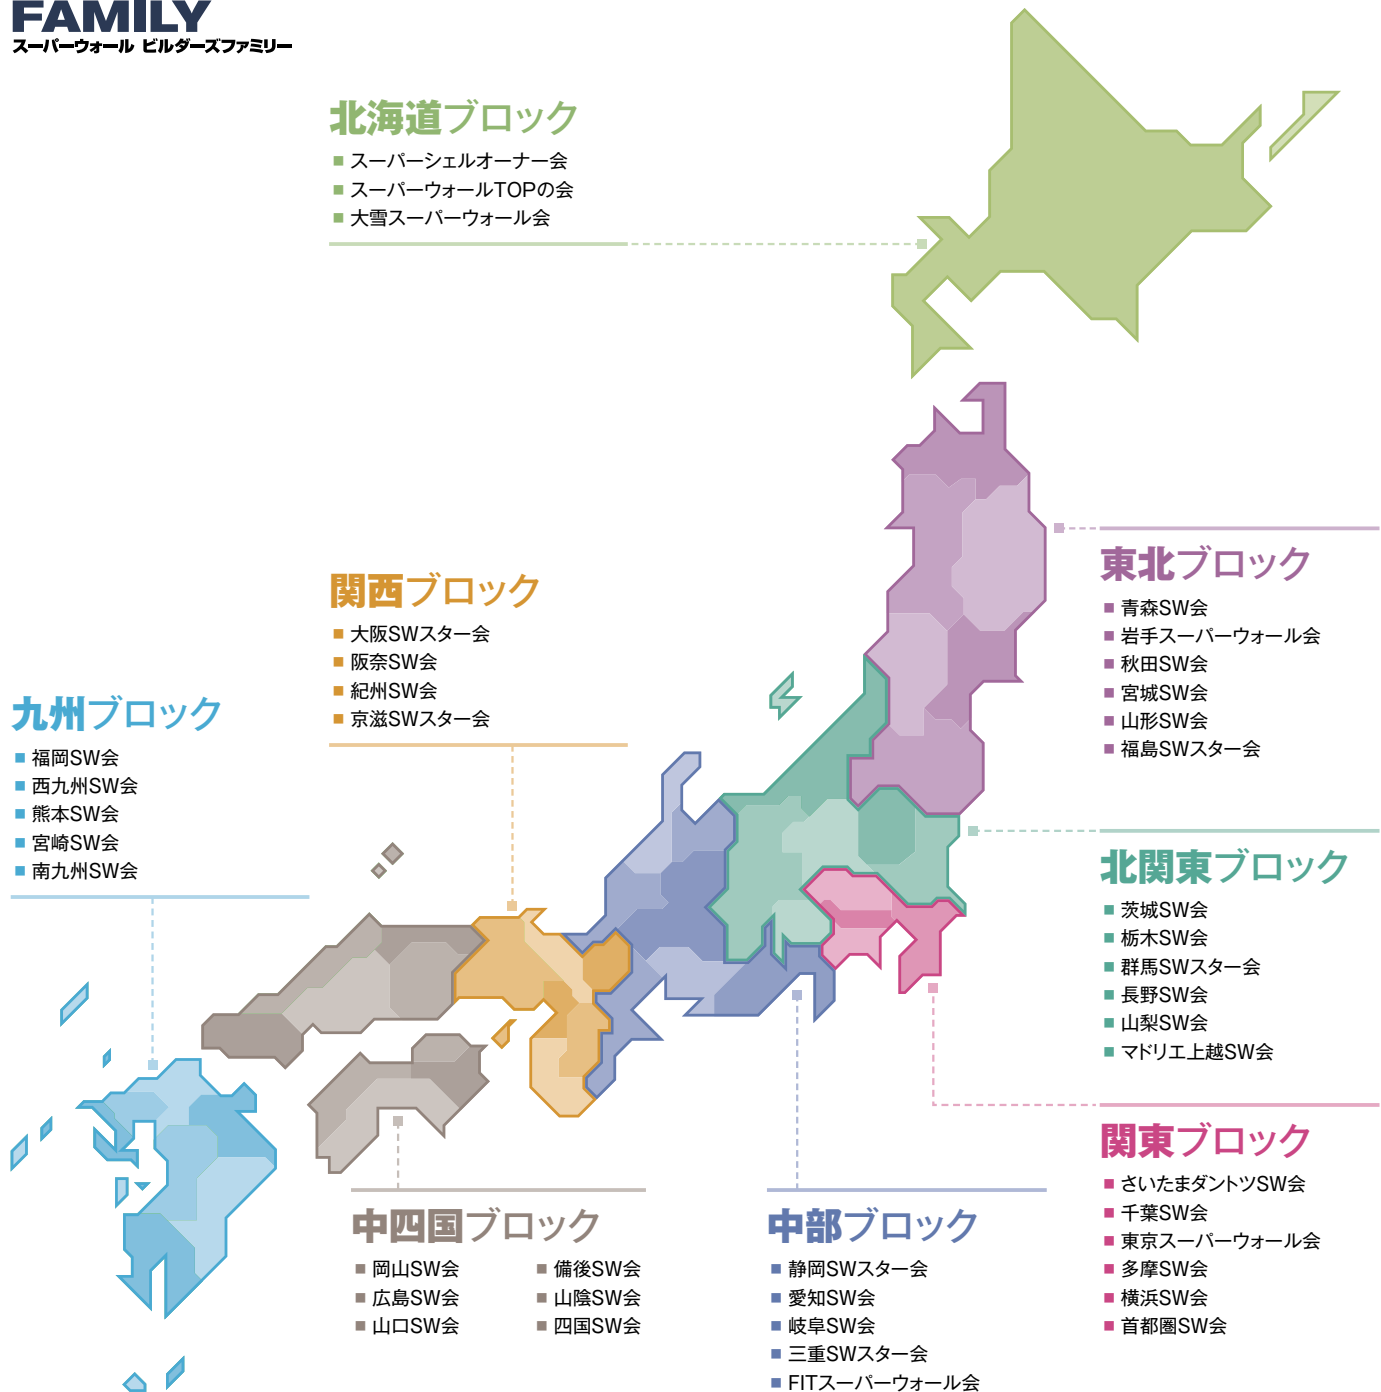 FAMILY
スーパーウォール ビルダーズファミリー
北海道ブロック
■ スーパーシェルオーナー会
■ スーパーウォールTOPの会
■ 大雪スーパーウォール会
東北ブロック
■ 青森SW会
■ 岩手スーパーウォール会
■ 秋田SW会
■ 宮城SW会
■ 山形SW会
■ 福島SWスター会
関西ブロック
■ 大阪SWスター会
■ 阪奈SW会
■ 紀州SW会
■ 京滋SWスター会
九州ブロック
■ 福岡SW会
■ 西九州SW会
■ 熊本SW会
■ 宮崎SW会
■ 南九州SW会
北関東ブロック
■ 茨城SW会
■ 栃木SW会
■ 群馬SWスター会
■ 長野SW会
■ 山梨SW会
■ マドリエ上越SW会
関東ブロック
■ さいたまダントツSW会
■ 千葉SW会
■ 東京スーパーウォール会
■ 多摩SW会
■ 横浜SW会
■ 首都圏SW会
中四国ブロック
■ 岡山SW会
■ 広島SW会
■ 山口SW会
■ 備後SW会
■ 山陰SW会
■ 四国SW会
中部ブロック
■ 静岡SWスター会
■ 愛知SW会
■ 岐阜SW会
■ 三重SWスター会
■ FITスーパーウォール会